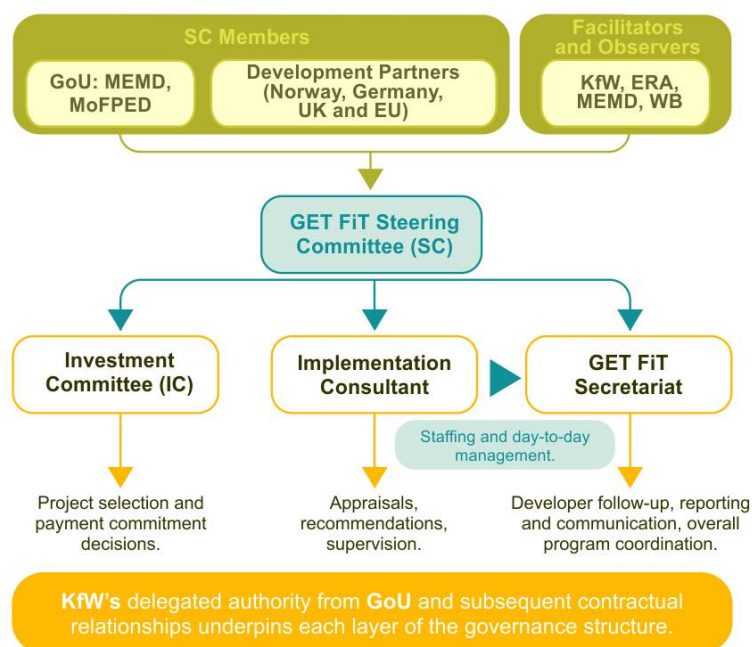 SC Members
GoU: MEMD,
MoFPED
Development Partners
(Norway, Germany,
UK and EU)
Facilitators
and Observers
KfW, ERA,
MEMD, WB
GET FiT Steering
Committee (SC)
Investment
Committee (IC)
Implementation
Consultant
GET FiT
Secretariat
Staffing and day-to-day
management.
Project selection and
payment commitment
decisions.
Appraisals,
recommendations,
supervision.
Developer follow-up, reporting
and communication, overall
program coordination.
KfW's delegated authority from GoU and subsequent contractual
relationships underpins each layer of the governance structure.